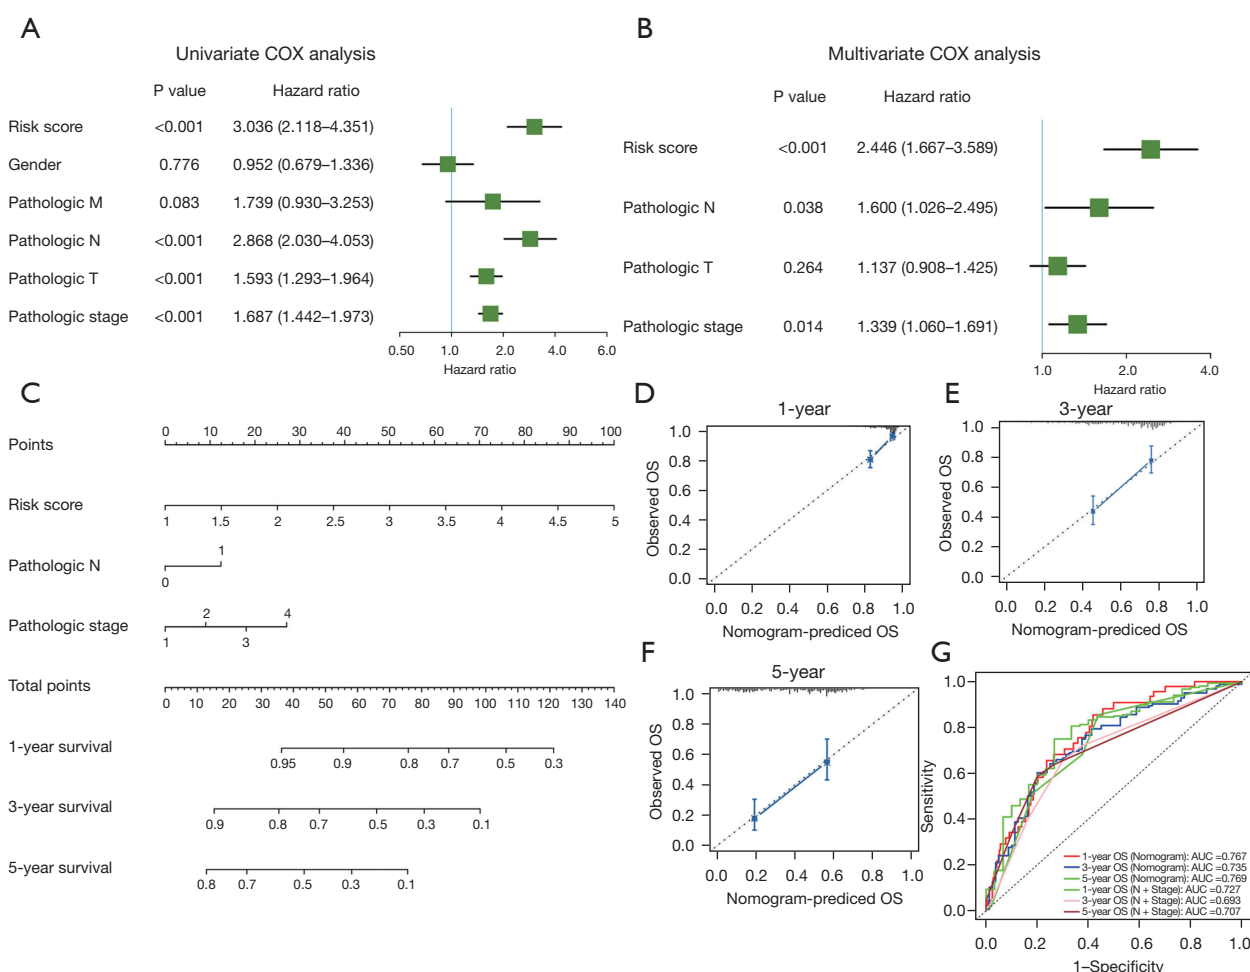 A
Univariate COX analysis
P value Hazard ratio
Risk score <0.001 3.036 (2.118–4.351)
Gender 0.776 0.952 (0.679–1.336)
Pathologic M 0.083 1.739 (0.930–3.253)
Pathologic N <0.001 2.868 (2.030–4.053)
Pathologic T <0.001 1.593 (1.293–1.964)
Pathologic stage <0.001 1.687 (1.442–1.973)
0.50 1.0 2.0 4.0 6.0
Hazard ratio
B
Multivariate COX analysis
P value Hazard ratio
Risk score <0.001 2.446 (1.667–3.589)
Pathologic N 0.038 1.600 (1.026–2.495)
Pathologic T 0.264 1.137 (0.908–1.425)
Pathologic stage 0.014 1.339 (1.060–1.691)
1.0 2.0 4.0
Hazard ratio
C
Points 0 10 20 30 40 50 60 70 80 90 100
Risk score
1 1.5 2 2.5 3 3.5 4 4.5 5
Pathologic N
1
0
Pathologic stage
2 4
1 3
Total points
0 10 20 30 40 50 60 70 80 90 100 110 120 130 140
1-year survival
0.95 0.9 0.8 0.7 0.5 0.3
3-year survival
0.9 0.8 0.7 0.5 0.3 0.1
5-year survival
0.8 0.7 0.5 0.3 0.1
D
1-year
Observed OS
1.0
0.8
0.6
0.4
0.2
0.0
0.0 0.2 0.4 0.6 0.8 1.0
Nomogram-prediced OS
E
3-year
Observed OS
1.0
0.8
0.6
0.4
0.2
0.0
0.0 0.2 0.4 0.6 0.8 1.0
Nomogram-prediced OS
F
5-year
Observed OS
1.0
0.8
0.6
0.4
0.2
0.0
0.0 0.2 0.4 0.6 0.8 1.0
Nomogram-prediced OS
G
Sensitivity
1.0
0.8
0.6
0.4
0.2
0.0
1-year OS (Nomogram): AUC =0.767
3-year OS (Nomogram): AUC =0.735
5-year OS (Nomogram): AUC =0.769
1-year OS (N + Stage): AUC =0.727
3-year OS (N + Stage): AUC =0.693
5-year OS (N + Stage): AUC =0.707
0.0 0.2 0.4 0.6 0.8 1.0
1–Specificity